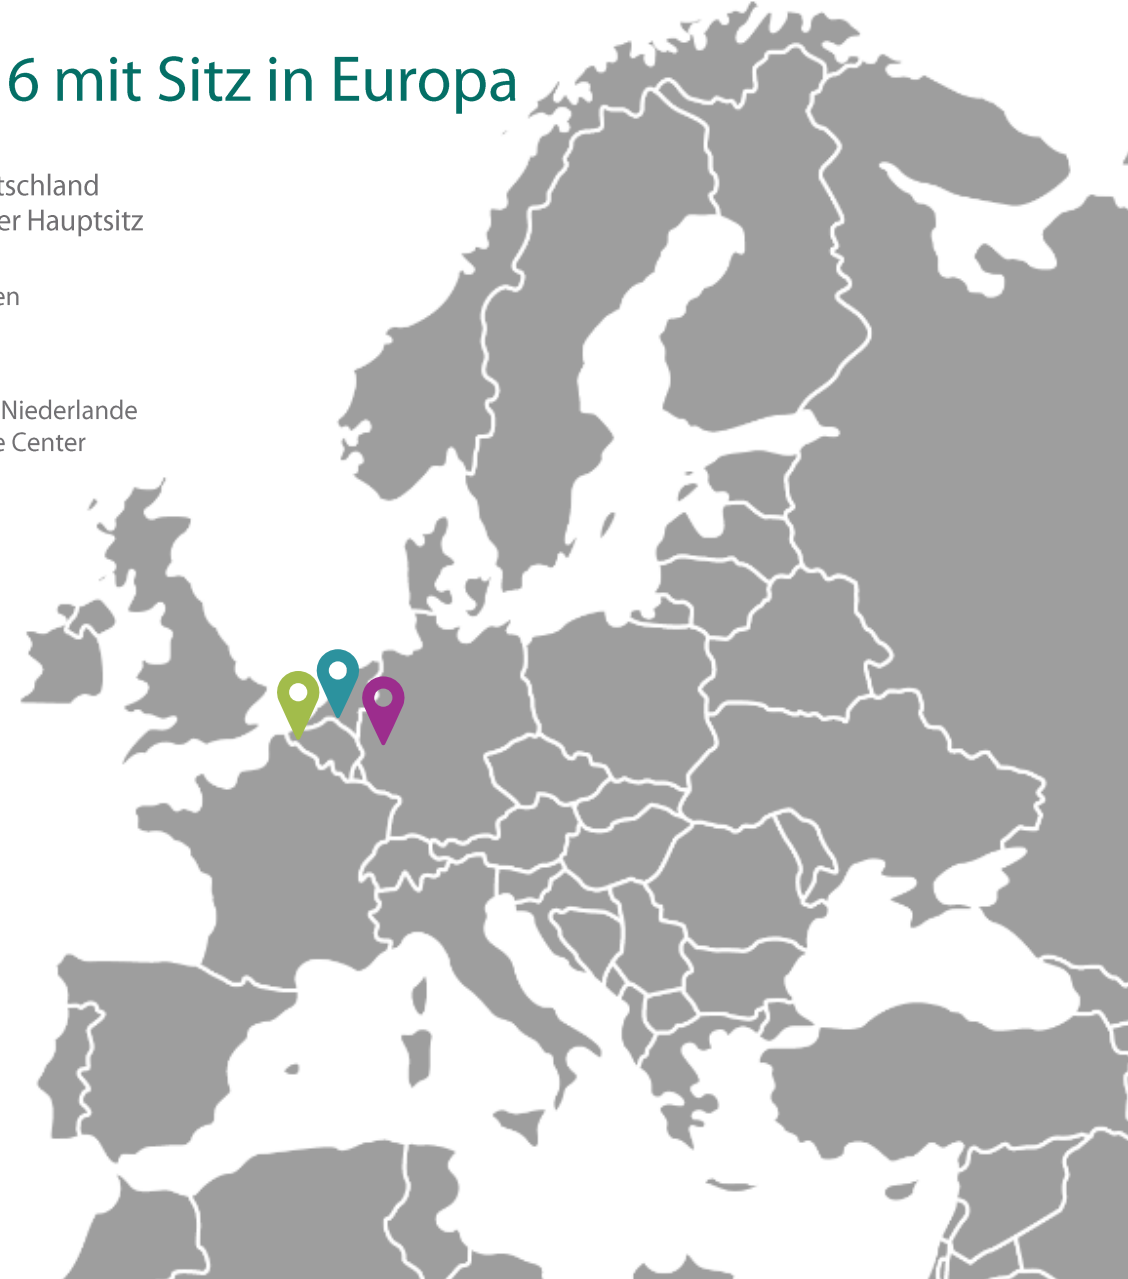 6 mit Sitz in Europa
tschland
er Hauptsitz
en
Niederlande
e Center